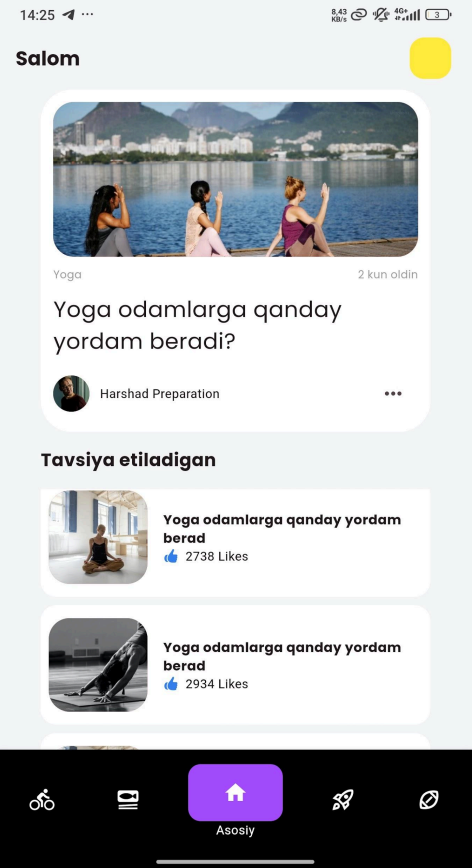 14:25
8,43
KB/s
4G+
3
Salom
Yoga
2 kun oldin
Yoga odamlarga qanday
yordam beradi?
Harshad Preparation
Tavsiya etiladigan
Yoga odamlarga qanday yordam
berad
2738 Likes
Yoga odamlarga qanday yordam
berad
2934 Likes
Asosiy